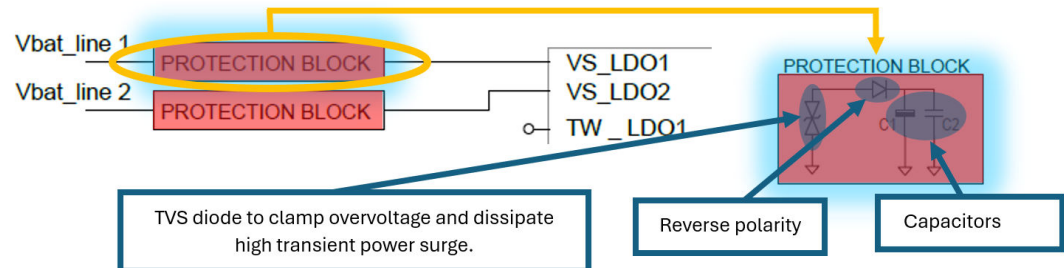 Vbat_line 1
PROTECTION BLOCK
VS_LDO1
Vbat_line 2
PROTECTION BLOCK
VS_LDO2
TW _ LDO1
PROTECTION BLOCK
C1
C2
TVS diode to clamp overvoltage and dissipate
high transient power surge.
Reverse polarity
Capacitors